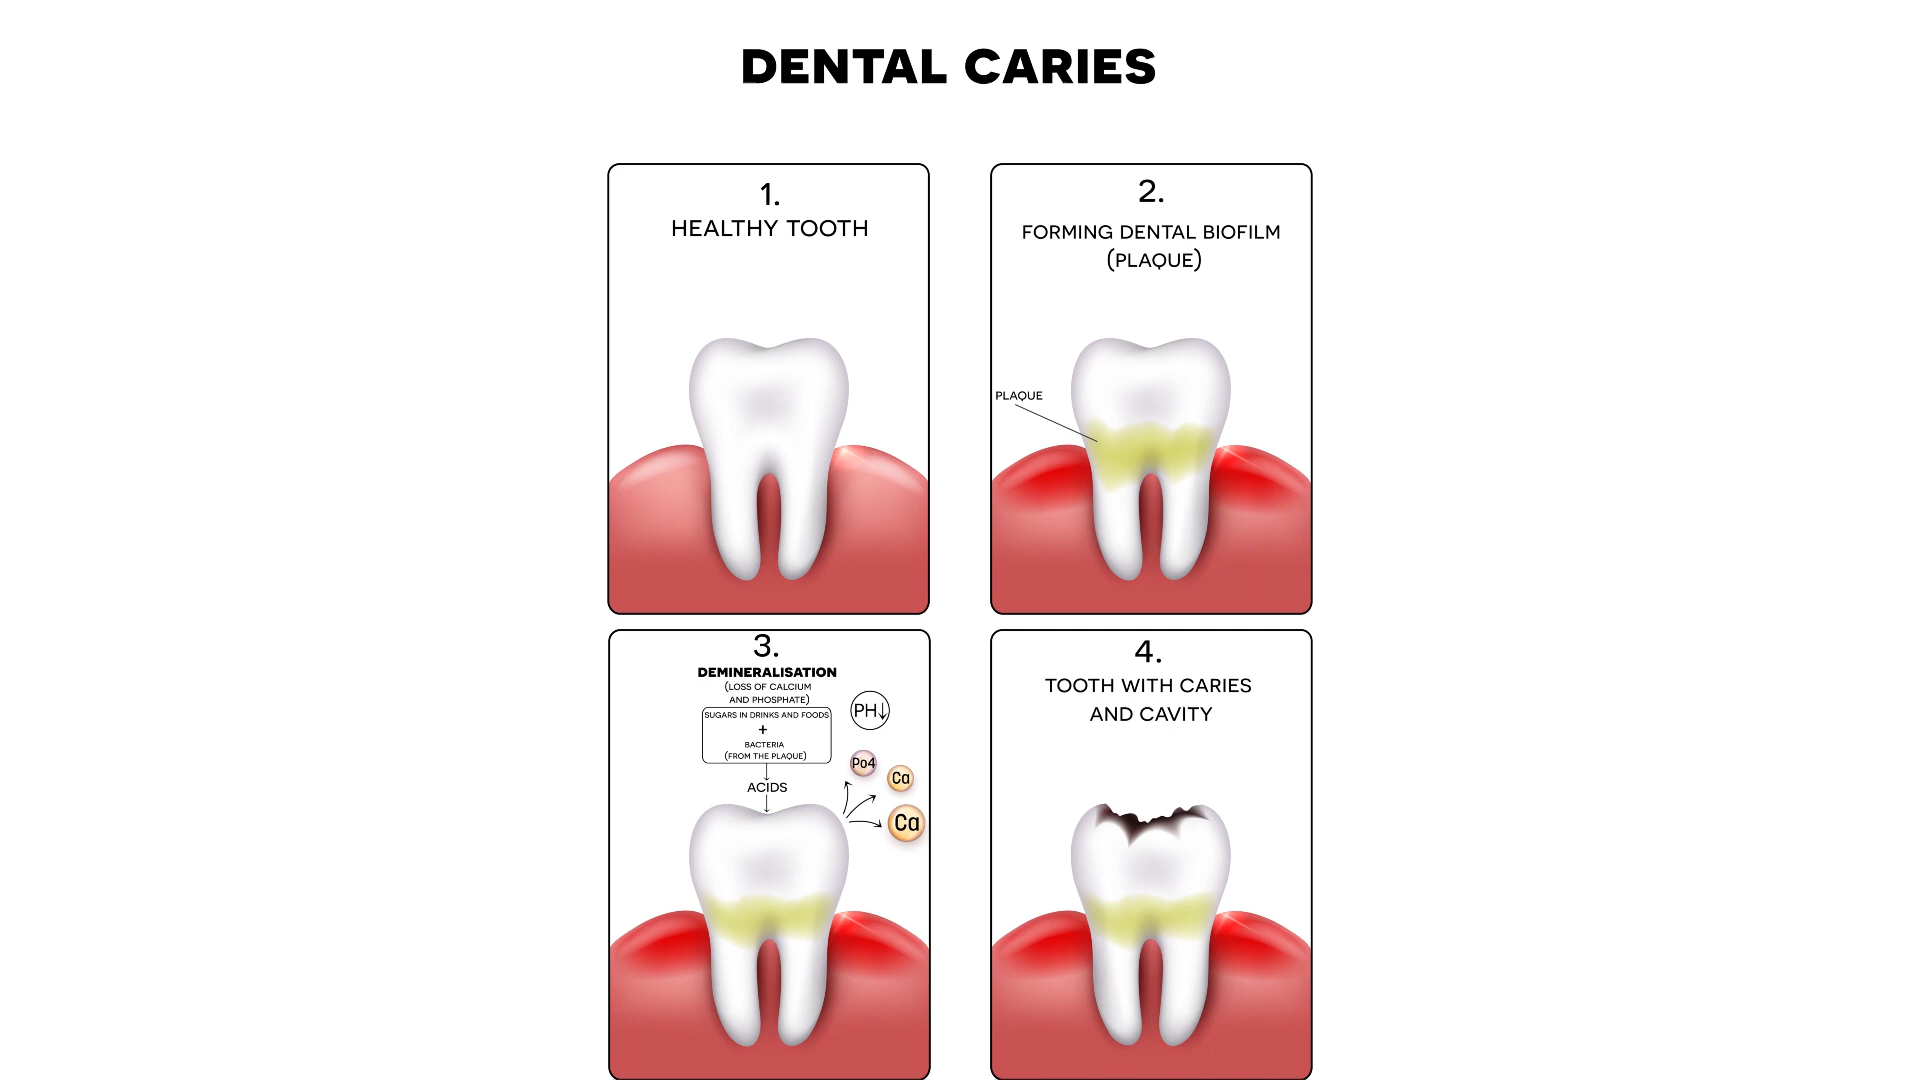 DENTAL CARIES
1.
HEALTHY TOOTH
2.
FORMING DENTAL BIOFILM
(PLAQUE)
PLAQUE
3.
DEMINERALISATION
(LOSS OF CALCIUM
AND PHOSPHATE)
SUGARS IN DRINKS AND FOODS
+
BACTERIA
(FROM THE PLAQUE)
ACIDS
PH↓
Po4
Ca
Ca
4.
TOOTH WITH CARIES
AND CAVITY